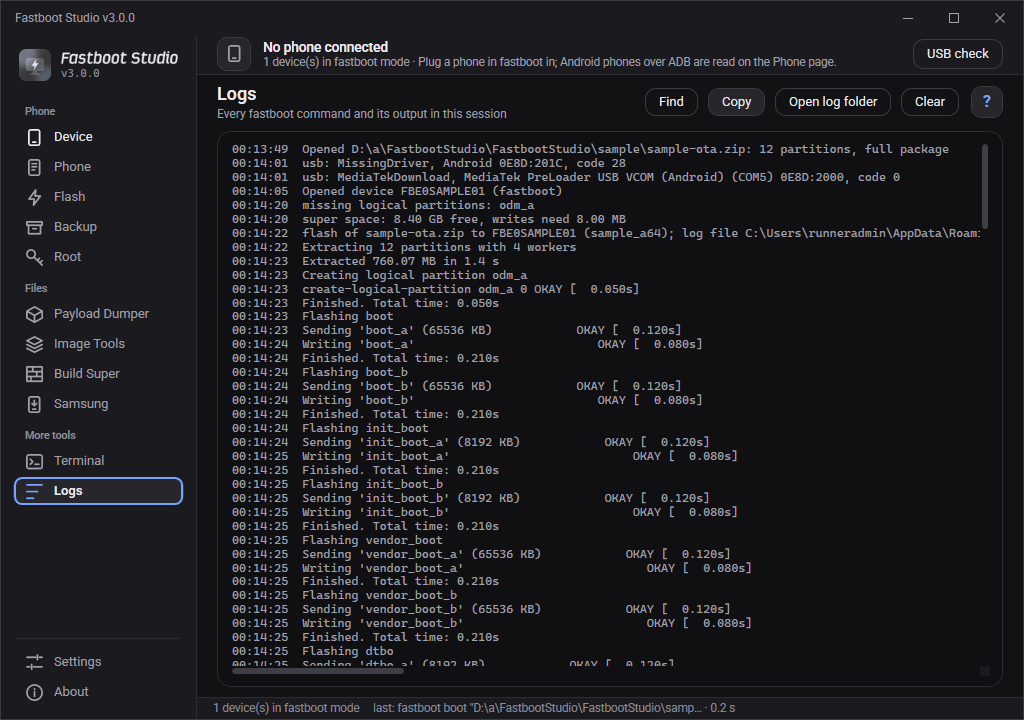 Fastboot Studio v3.0.0
Fastboot Studio
v3.0.0
Phone
Device
Phone
Flash
Backup
Root
Files
Payload Dumper
Image Tools
Build Super
Samsung
More tools
Terminal
Logs
Settings
About
No phone connected
1 device(s) in fastboot mode · Plug a phone in fastboot in; Android phones over ADB are read on the Phone page.
USB check
Logs
Every fastboot command and its output in this session
Find
Copy
Open log folder
Clear
?
00:13:49 Opened D:\a\FastbootStudio\FastbootStudio\sample\sample-ota.zip: 12 partitions, full package
00:14:01 usb: MissingDriver, Android 0E8D:201C, code 28
00:14:01 usb: MediaTekDownload, MediaTek PreLoader USB VCOM (Android) (COM5) 0E8D:2000, code 0
00:14:05 Opened device FBE0SAMPLE01 (fastboot)
00:14:20 missing logical partitions: odm_a
00:14:20 super space: 8.40 GB free, writes need 8.00 MB
00:14:22 flash of sample-ota.zip to FBE0SAMPLE01 (sample_a64); log file C:\Users\runneradmin\AppData\Roam
00:14:22 Extracting 12 partitions with 4 workers
00:14:23 Extracted 760.07 MB in 1.4 s
00:14:23 Creating logical partition odm_a
00:14:23 create-logical-partition odm_a 0 OKAY [ 0.050s]
00:14:23 Finished. Total time: 0.050s
00:14:23 Flashing boot
00:14:23 Sending 'boot_a' (65536 KB) OKAY [ 0.120s]
00:14:24 Writing 'boot_a' OKAY [ 0.080s]
00:14:24 Finished. Total time: 0.210s
00:14:24 Flashing boot_b
00:14:24 Sending 'boot_b' (65536 KB) OKAY [ 0.120s]
00:14:24 Writing 'boot_b' OKAY [ 0.080s]
00:14:24 Finished. Total time: 0.210s
00:14:24 Flashing init_boot
00:14:24 Sending 'init_boot_a' (8192 KB) OKAY [ 0.120s]
00:14:25 Writing 'init_boot_a' OKAY [ 0.080s]
00:14:25 Finished. Total time: 0.210s
00:14:25 Flashing init_boot_b
00:14:25 Sending 'init_boot_b' (8192 KB) OKAY [ 0.120s]
00:14:25 Writing 'init_boot_b' OKAY [ 0.080s]
00:14:25 Finished. Total time: 0.210s
00:14:25 Flashing vendor_boot
00:14:25 Sending 'vendor_boot_a' (65536 KB) OKAY [ 0.120s]
00:14:25 Writing 'vendor_boot_a' OKAY [ 0.080s]
00:14:25 Finished. Total time: 0.210s
00:14:25 Flashing vendor_boot_b
00:14:25 Sending 'vendor_boot_b' (65536 KB) OKAY [ 0.120s]
00:14:25 Writing 'vendor_boot_b' OKAY [ 0.080s]
00:14:25 Finished. Total time: 0.210s
00:14:25 Flashing dtbo
00:14:25 Sending 'dtbo_a' (8192 KB) OKAY [ 0.120s]
1 device(s) in fastboot mode
last: fastboot boot "D:\a\FastbootStudio\FastbootStudio\samp... · 0.2 s